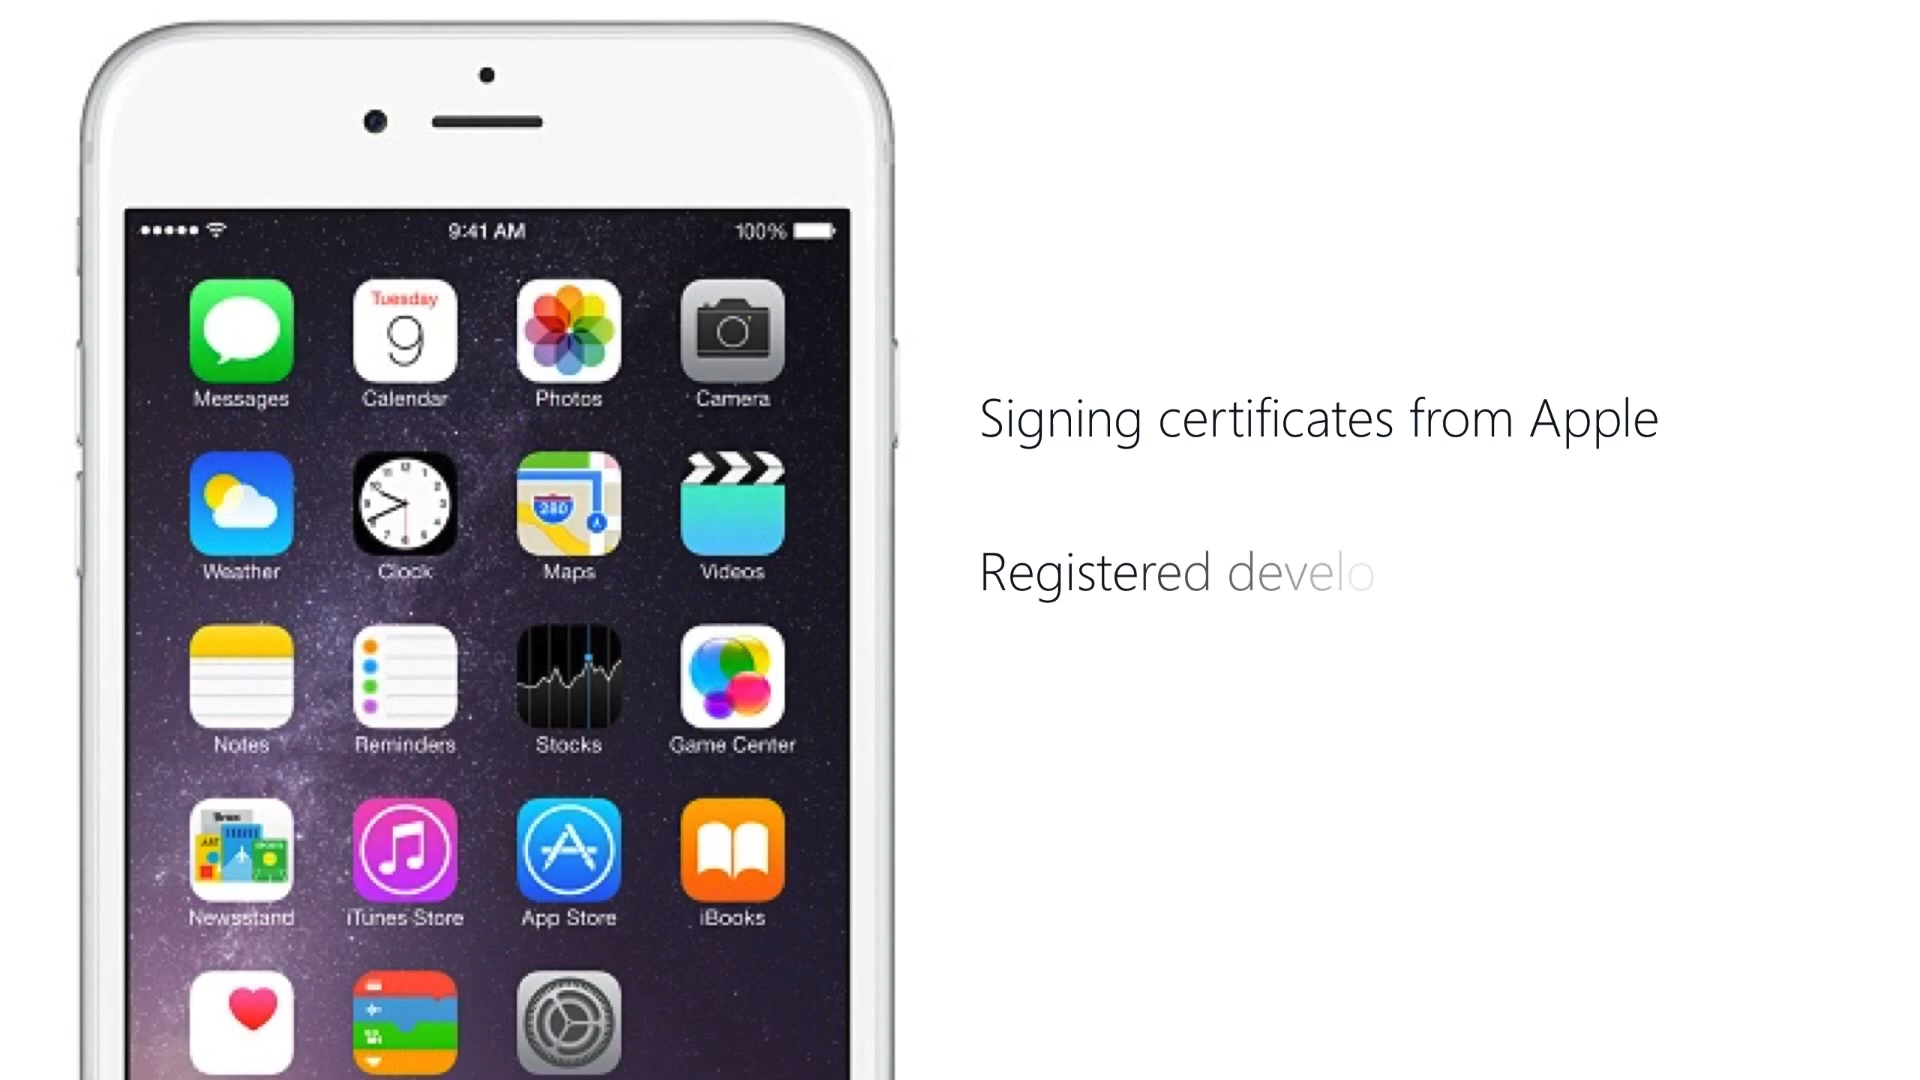 9:41 AM
100%
Tuesday
9
Messages
Calendar
Photos
Camera
280
Weather
Clock
Maps
Videos
Notes
Reminders
Stocks
Game Center
Newsstand
iTunes Store
App Store
iBooks
Signing certificates from Apple
Registered develo